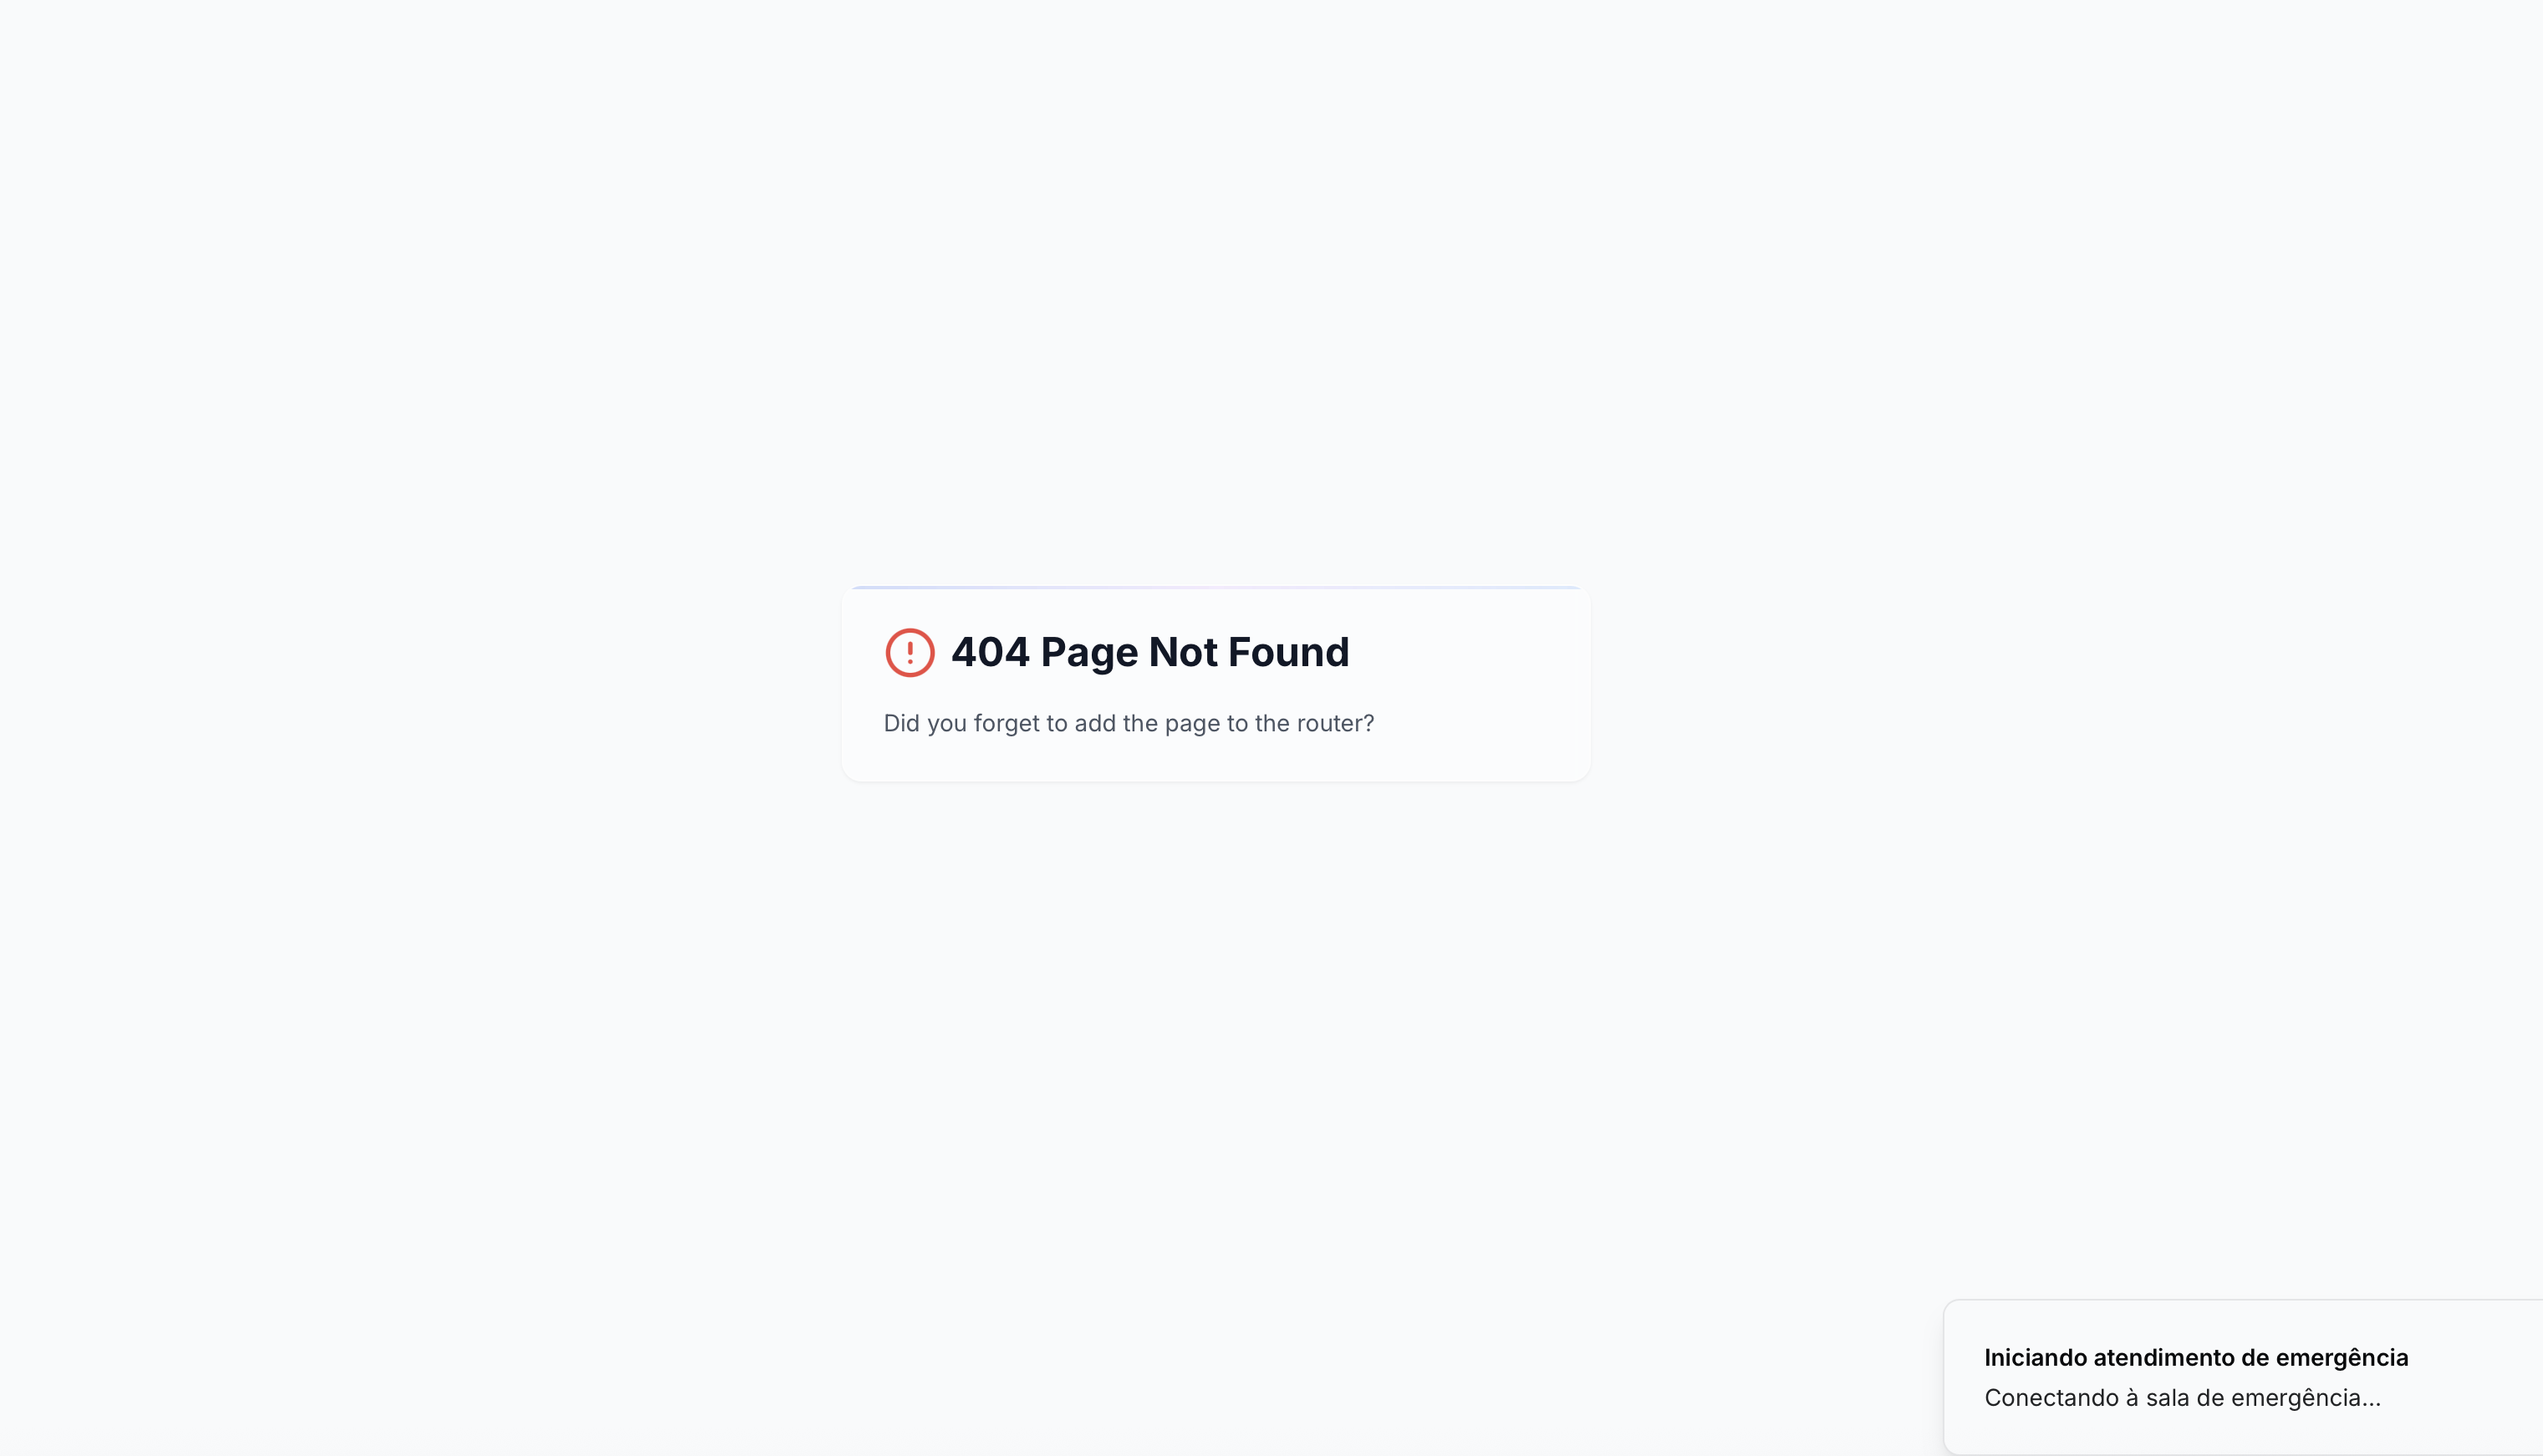 404 Page Not Found
Did you forget to add the page to the router?
Iniciando atendimento de emergência
Conectando à sala de emergência...